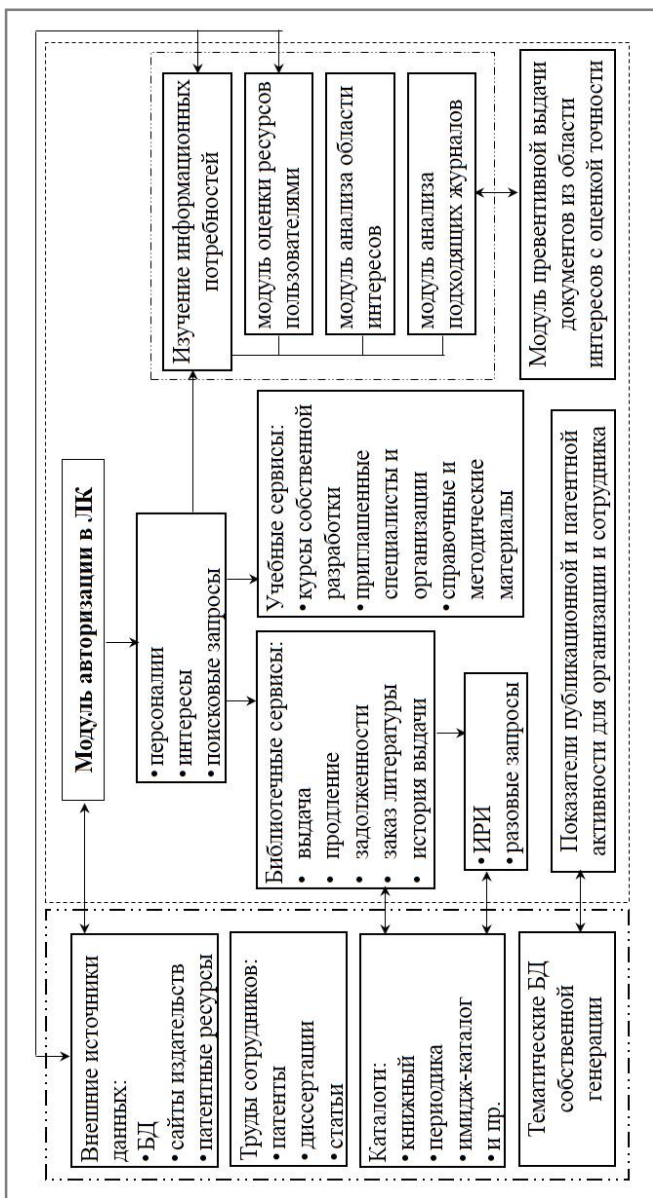 Модуль авторизации в ЛК
Внешние источники
данных:
• БД
• сайты издательств
• патентные ресурсы
Труды сотрудников:
• патенты
• диссертации
• статьи
Каталоги:
• книжный
• периодика
• имидж-каталог
• и пр.
Тематические БД
собственной
генерации
• персоналии
• интересы
• поисковые запросы
Библиотечные сервисы:
• выдача
• продление
задолженности
• заказ литературы
• история выдачи
• ИРИ
• разовые запросы
Показатели публикационной и патентной
активности для организации и сотрудника
Учебные сервисы:
• курсы собственной
разработки
• приглашенные
специалисты и
организации
• справочные и
методические
материалы
Изучение информационных
потребностей
модуль оценки ресурсов
пользователями
модуль анализа области
интересов
модуль анализа
подходящих журналов
Модуль превентивной выдачи
документов из области
интересов с оценкой точности